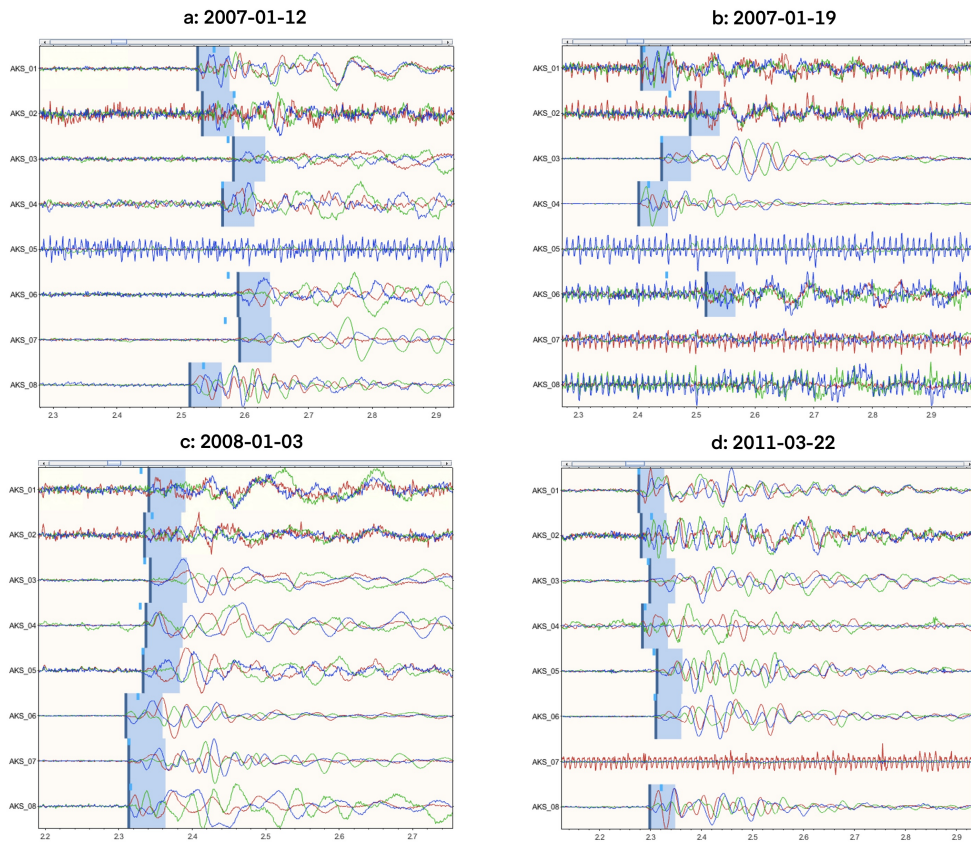 a: 2007-01-12
AKS_01
AKS_02
AKS_03
AKS_04
AKS_05
AKS_06
AKS_07
AKS_08
2.3 2.4 2.5 2.6 2.7 2.8 2.9
b: 2007-01-19
AKS_01
AKS_02
AKS_03
AKS_04
AKS_05
AKS_06
AKS_07
AKS_08
2.3 2.4 2.5 2.6 2.7 2.8 2.9
c: 2008-01-03
AKS_01
AKS_02
AKS_03
AKS_04
AKS_05
AKS_06
AKS_07
AKS_08
2.2 2.3 2.4 2.5 2.6 2.7
d: 2011-03-22
AKS_01
AKS_02
AKS_03
AKS_04
AKS_05
AKS_06
AKS_07
AKS_08
2.2 2.3 2.4 2.5 2.6 2.7 2.8 2.9